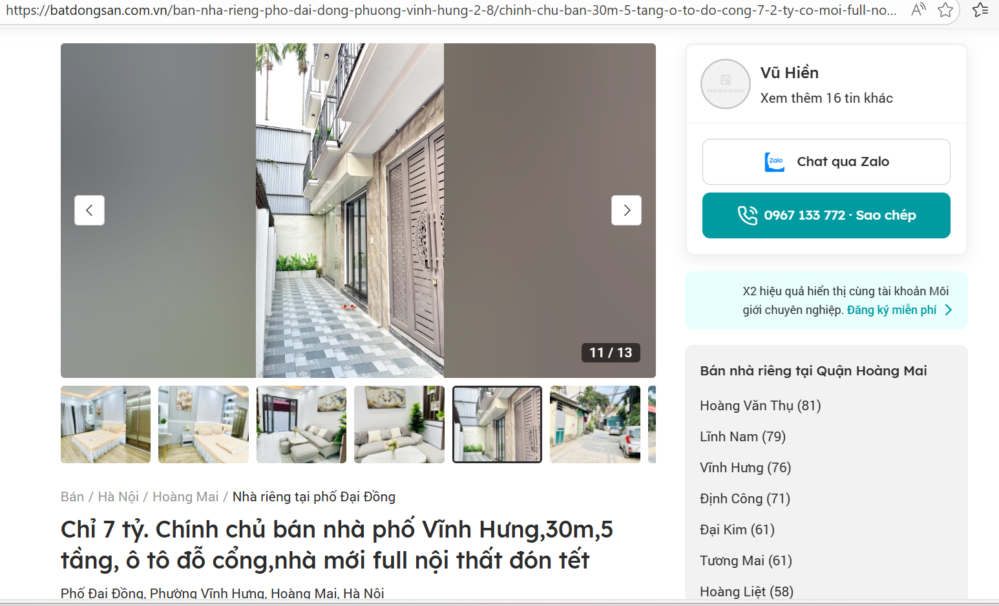 https://batdongsan.com.vn/ban-nha-rieng-pho-dai-dong-phuong-vinh-hung-2-8/chinh-chu-ban-30m-5-tang-o-to-do-cong-7-2-ty-co-moi-full-no...
11 / 13
Bán / Hà Nội / Hoàng Mai / Nhà riêng tại phố Đại Đồng
Chỉ 7 tỷ. Chính chủ bán nhà phố Vĩnh Hưng,30m,5
tầng, ô tô đỗ cổng,nhà mới full nội thất đón tết
Phố Đại Đồng, Phường Vĩnh Hưng, Hoàng Mai, Hà Nội
Hình chưa tải được
Vũ Hiền
Xem thêm 16 tin khác
Zalo
Chat qua Zalo
0967 133 772 · Sao chép
X2 hiệu quả hiển thị cùng tài khoản Môi
giới chuyên nghiệp. Đăng ký miễn phí
Bán nhà riêng tại Quận Hoàng Mai
Hoàng Văn Thụ (81)
Lĩnh Nam (79)
Vĩnh Hưng (76)
Định Công (71)
Đại Kim (61)
Tương Mai (61)
Hoàng Liệt (58)